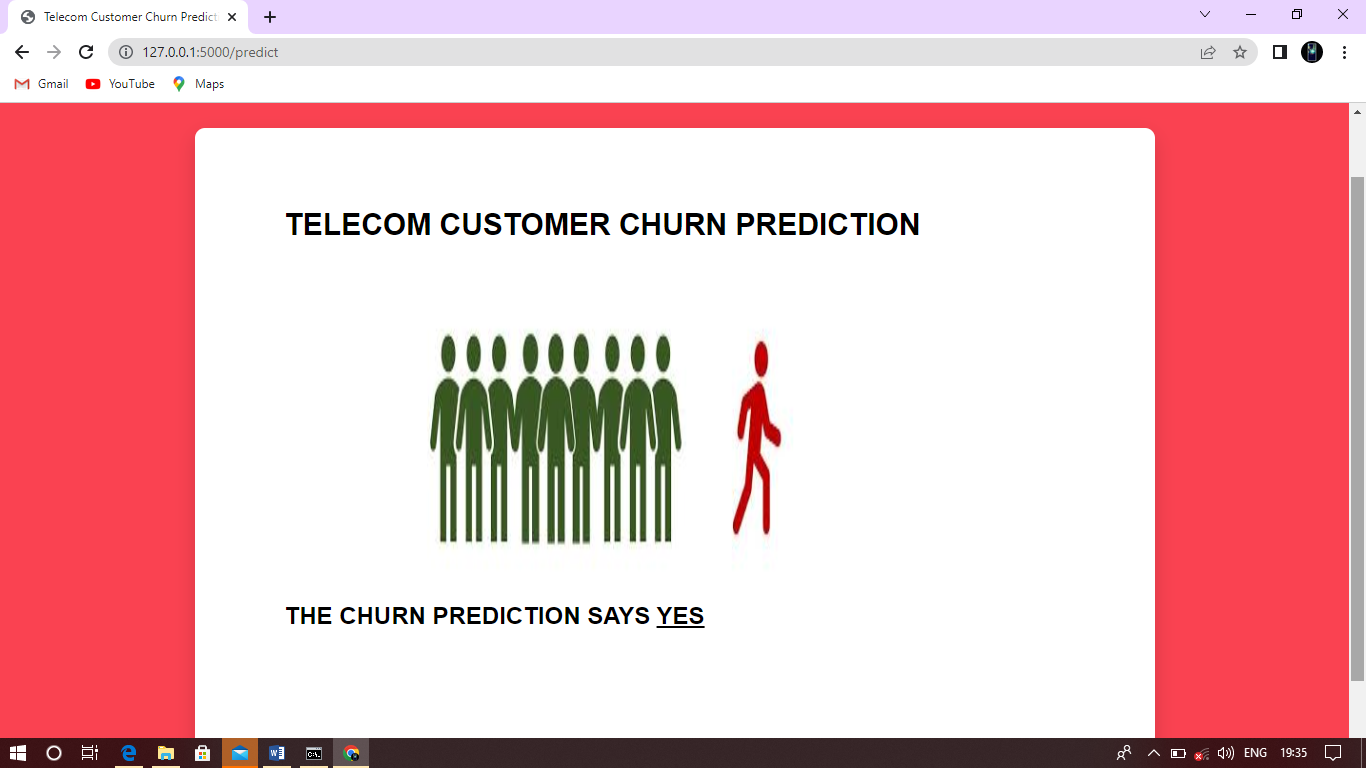 Telecom Customer Churn Predict
127.0.0.1:5000/predict
Gmail YouTube Maps
TELECOM CUSTOMER CHURN PREDICTION
THE CHURN PREDICTION SAYS YES
ENG 19:35